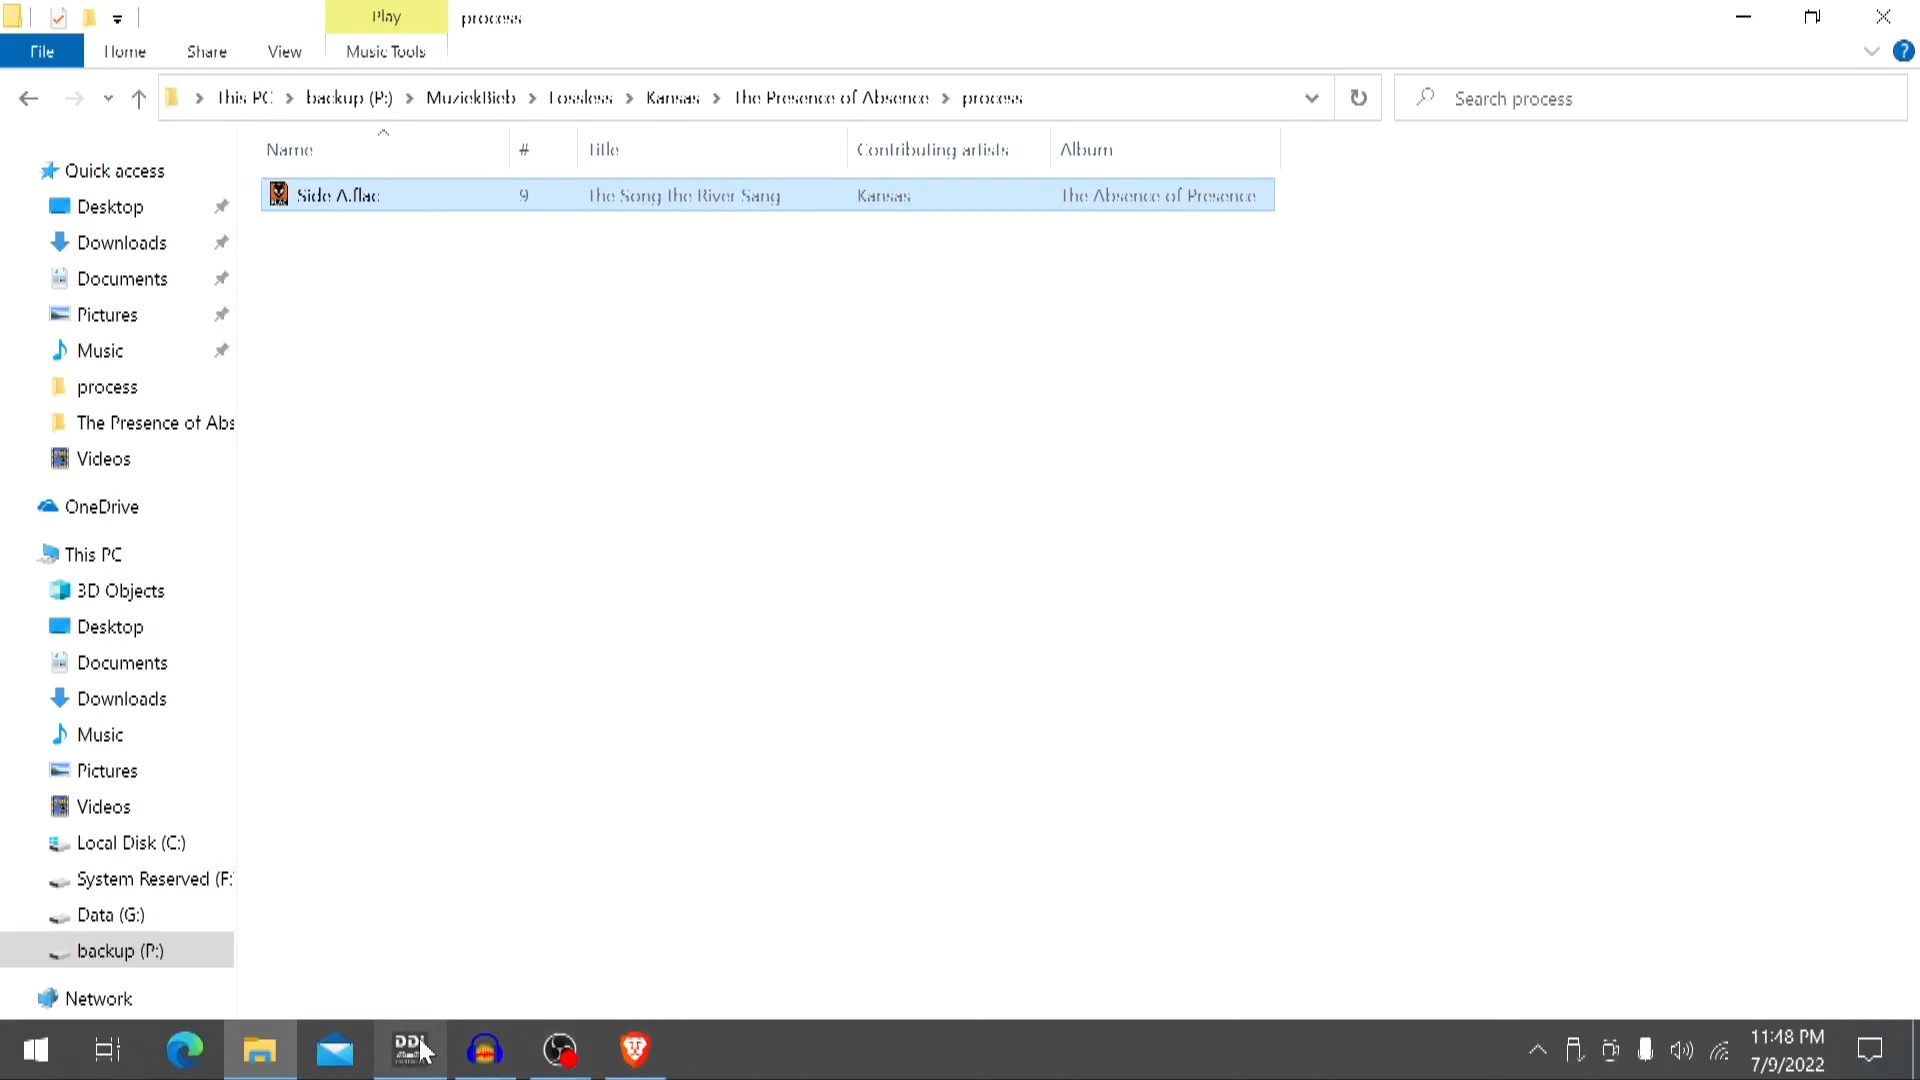 Play
process
File
Home
Share
View
Music Tools
This PC
backup (P:)
MuziekBieb
Lossless
Kansas
The Presence of Absence
process
Search process
Name
#
Title
Contributing artists
Album
Side A.flac
9
The Song the River Sang
Kansas
The Absence of Presence
Quick access
Desktop
Downloads
Documents
Pictures
Music
process
The Presence of Abs
Videos
OneDrive
This PC
3D Objects
Desktop
Documents
Downloads
Music
Pictures
Videos
Local Disk (C:)
System Reserved (F:
Data (G:)
backup (P:)
Network
11:48 PM
7/9/2022